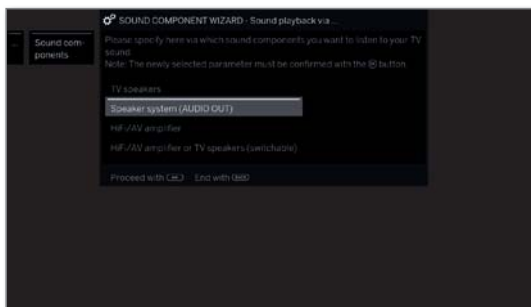 ...
Sound com-
ponents
SOUND COMPONENT WIZARD - Sound playback via ...
Please specify here via which sound components you want to listen to your TV
sound.
Note: The newly selected parameter must be confirmed with the OK button.
TV speakers
Speaker system (AUDIO OUT)
HiFi/AV amplifier
HiFi/AV amplifier or TV speakers (switchable)
Proceed with End with